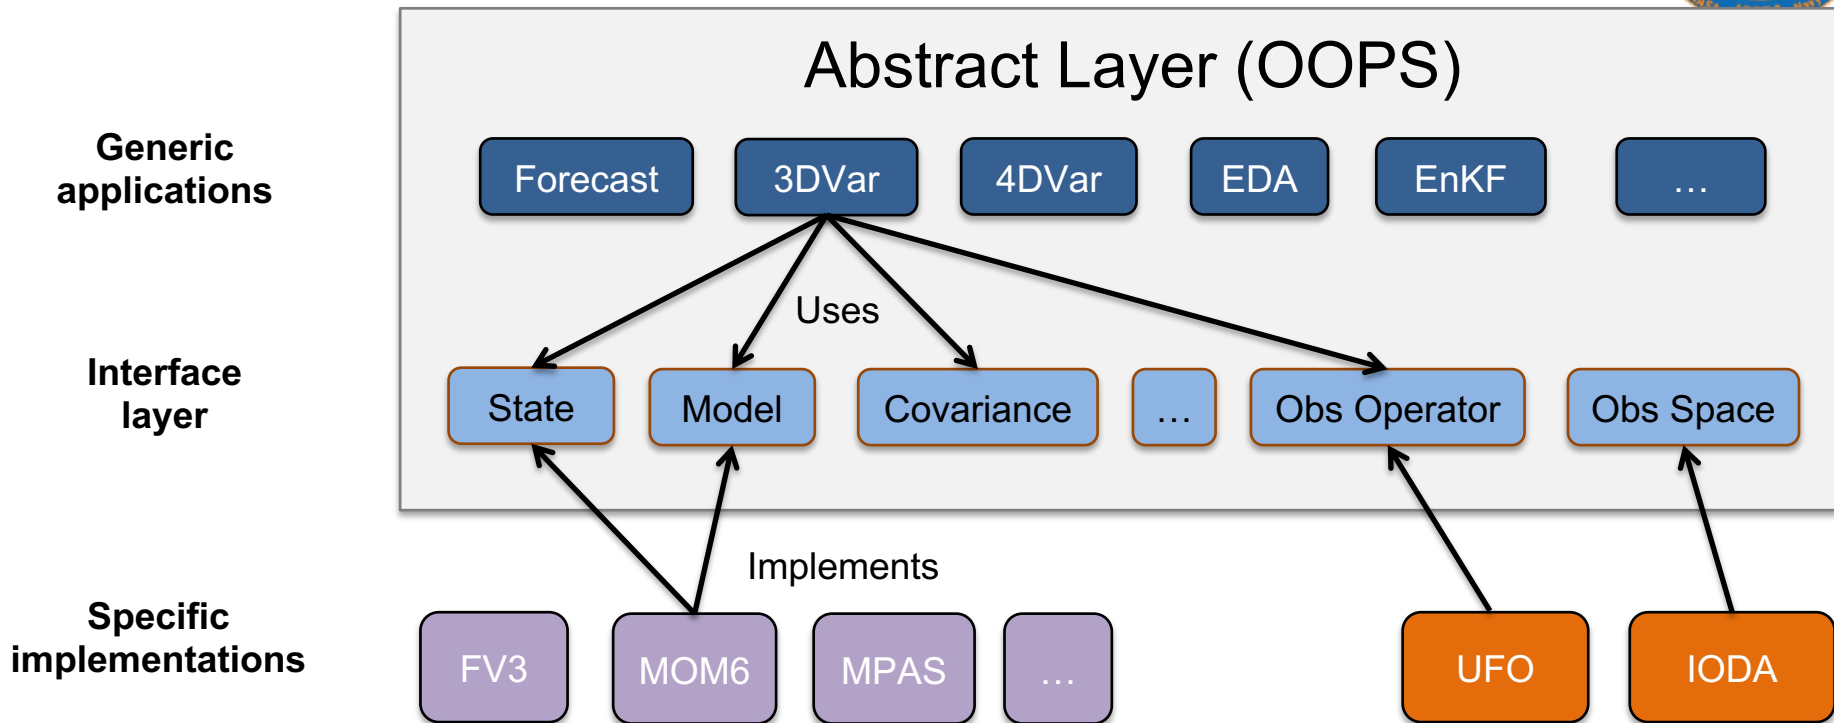 Abstract Layer (OOPS)
Generic
applications
Forecast
3DVar
4DVar
EDA
EnKF
…
Uses
Interface
layer
State
Model
Covariance
…
Obs Operator
Obs Space
Implements
Specific
implementations
FV3
MOM6
MPAS
…
UFO
IODA